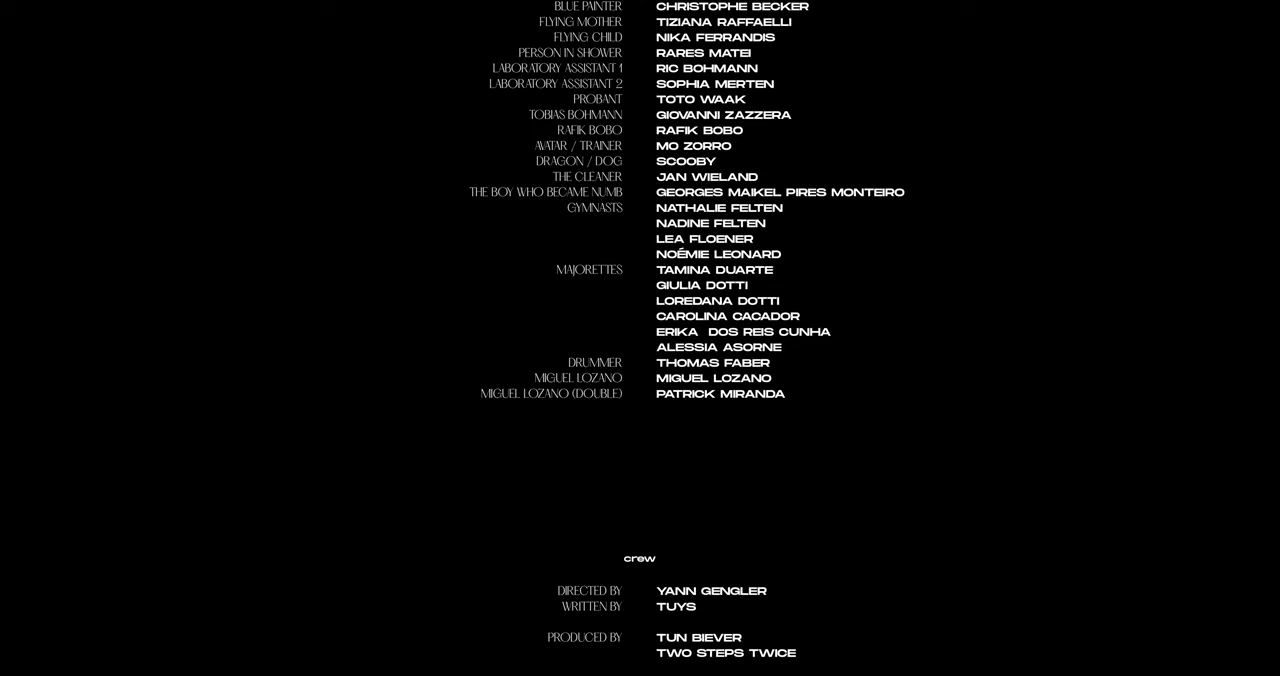 BLUE PAINTER CHRISTOPHE BECKER
FLYING MOTHER TIZIANA RAFFAELLI
FLYING CHILD NIKA FERRANDIS
PERSON IN SHOWER RARES MATEI
LABORATORY ASSISTANT 1 RIC BOHMANN
LABORATORY ASSISTANT 2 SOPHIA MERTEN
PROBANT TOTO WAAK
TOBIAS BOHMANN GIOVANNI ZAZZERA
RAFIK BOBO RAFIK BOBO
AVATAR / TRAINER MO ZORRO
DRAGON / DOG SCOOBY
THE CLEANER JAN WIELAND
THE BOY WHO BECAME NUMB GEORGES MAIKEL PIRES MONTEIRO
GYMNASTS NATHALIE FELTEN
NADINE FELTEN
LEA FLOENER
NOÉMIE LEONARD
MAJORETTES TAMINA DUARTE
GIULIA DOTTI
LOREDANA DOTTI
CAROLINA CACADOR
ERIKA DOS REIS CUNHA
ALESSIA ASORNE
DRUMMER THOMAS FABER
MIGUEL LOZANO MIGUEL LOZANO
MIGUEL LOZANO (DOUBLE) PATRICK MIRANDA
crew
DIRECTED BY YANN GENGLER
WRITTEN BY TUYS
PRODUCED BY TUN BIEVER
TWO STEPS TWICE